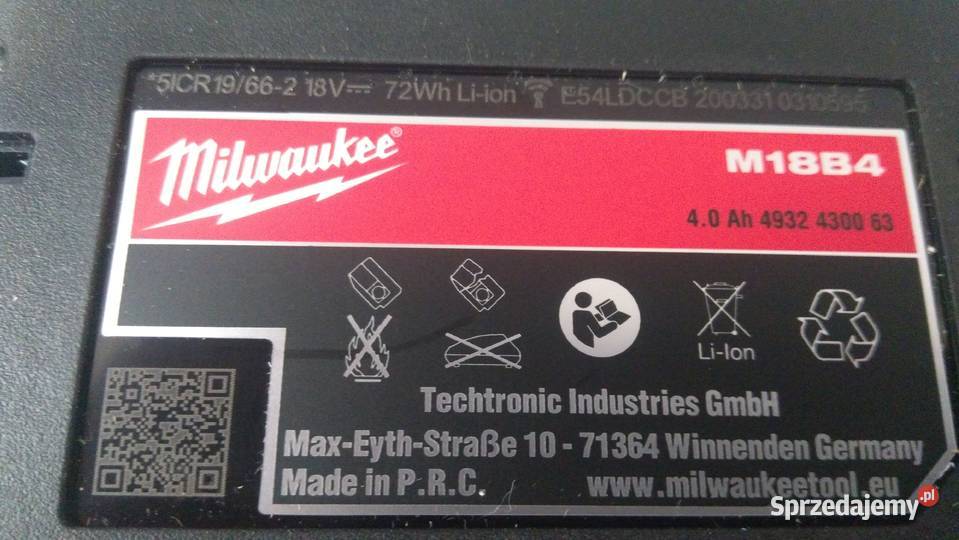 *5ICR19/66-2 18V⎓ 72Wh Li-ion E54LDCCB 200331
Milwaukee®
M18B4
4.0 Ah 4932 4300 63
Li-Ion
Techtronic Industries GmbH
Max-Eyth-Straße 10 - 71364 Winnenden Germany
Made in P.R.C. www.milwaukeetool.eu
Sprzedajemy.pl